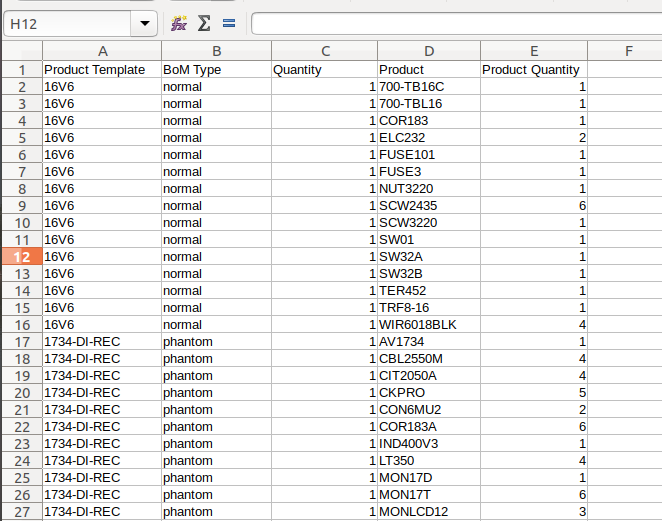 H12
A B C D E F
1 Product Template BoM Type Quantity Product Product Quantity
2 16V6 normal 1 700-TB16C 1
3 16V6 normal 1 700-TBL16 1
4 16V6 normal 1 COR183 1
5 16V6 normal 1 ELC232 2
6 16V6 normal 1 FUSE101 1
7 16V6 normal 1 FUSE3 1
8 16V6 normal 1 NUT3220 1
9 16V6 normal 1 SCW2435 6
10 16V6 normal 1 SCW3220 1
11 16V6 normal 1 SW01 1
12 16V6 normal 1 SW32A 1
13 16V6 normal 1 SW32B 1
14 16V6 normal 1 TER452 1
15 16V6 normal 1 TRF8-16 1
16 16V6 normal 1 WIR6018BLK 4
17 1734-DI-REC phantom 1 AV1734 1
18 1734-DI-REC phantom 1 CBL2550M 4
19 1734-DI-REC phantom 1 CIT2050A 4
20 1734-DI-REC phantom 1 CKPRO 5
21 1734-DI-REC phantom 1 CON6MU2 2
22 1734-DI-REC phantom 1 COR183A 6
23 1734-DI-REC phantom 1 IND400V3 1
24 1734-DI-REC phantom 1 LT350 4
25 1734-DI-REC phantom 1 MON17D 1
26 1734-DI-REC phantom 1 MON17T 6
27 1734-DI-REC phantom 1 MONLCD12 3